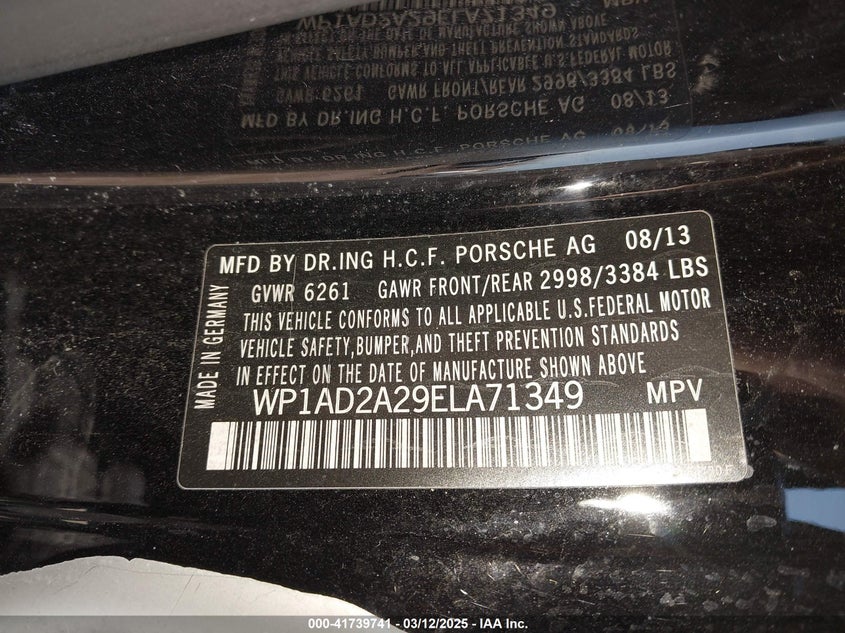 MFD BY DR.ING H.C.F. PORSCHE AG 08/13
GVWR 6261 GAWR FRONT/REAR 2998/3384 LBS
THIS VEHICLE CONFORMS TO ALL APPLICABLE U.S.FEDERAL MOTOR
VEHICLE SAFETY,BUMPER,AND THEFT PREVENTION STANDARDS
IN EFFECT ON THE DATE OF MANUFACTURE SHOWN ABOVE
WP1AD2A29ELA71349 MPV
MADE IN GERMANY
000-41739741 - 03/12/2025 - IAA Inc.